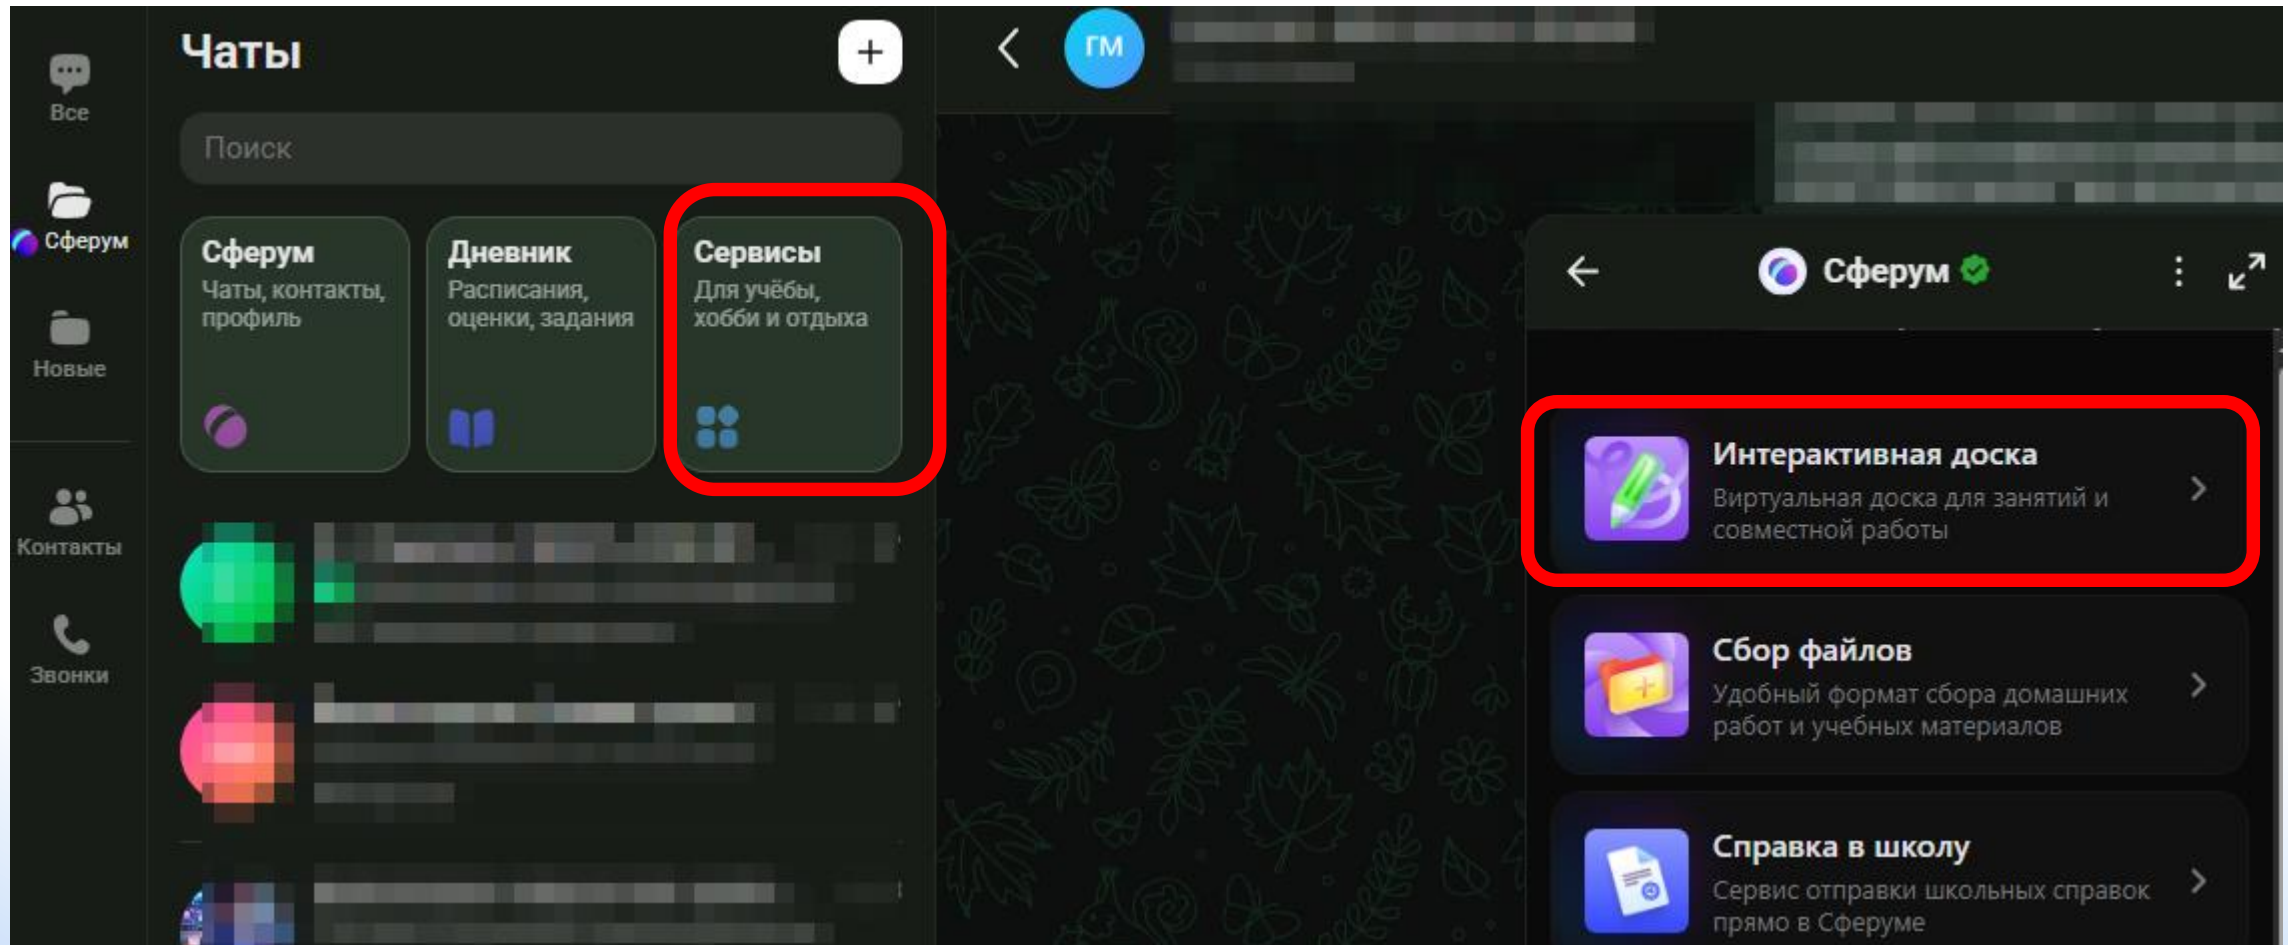 Все
Сферум
Новые
Контакты
Звонки
Чаты
Поиск
Сферум
Чаты, контакты,
профиль
Дневник
Расписания,
оценки, задания
Сервисы
Для учёбы,
хобби и отдыха
ГМ
Сферум
Интерактивная доска
Виртуальная доска для занятий и
совместной работы
Сбор файлов
Удобный формат сбора домашних
работ и учебных материалов
Справка в школу
Сервис отправки школьных справок
прямо в Сферуме